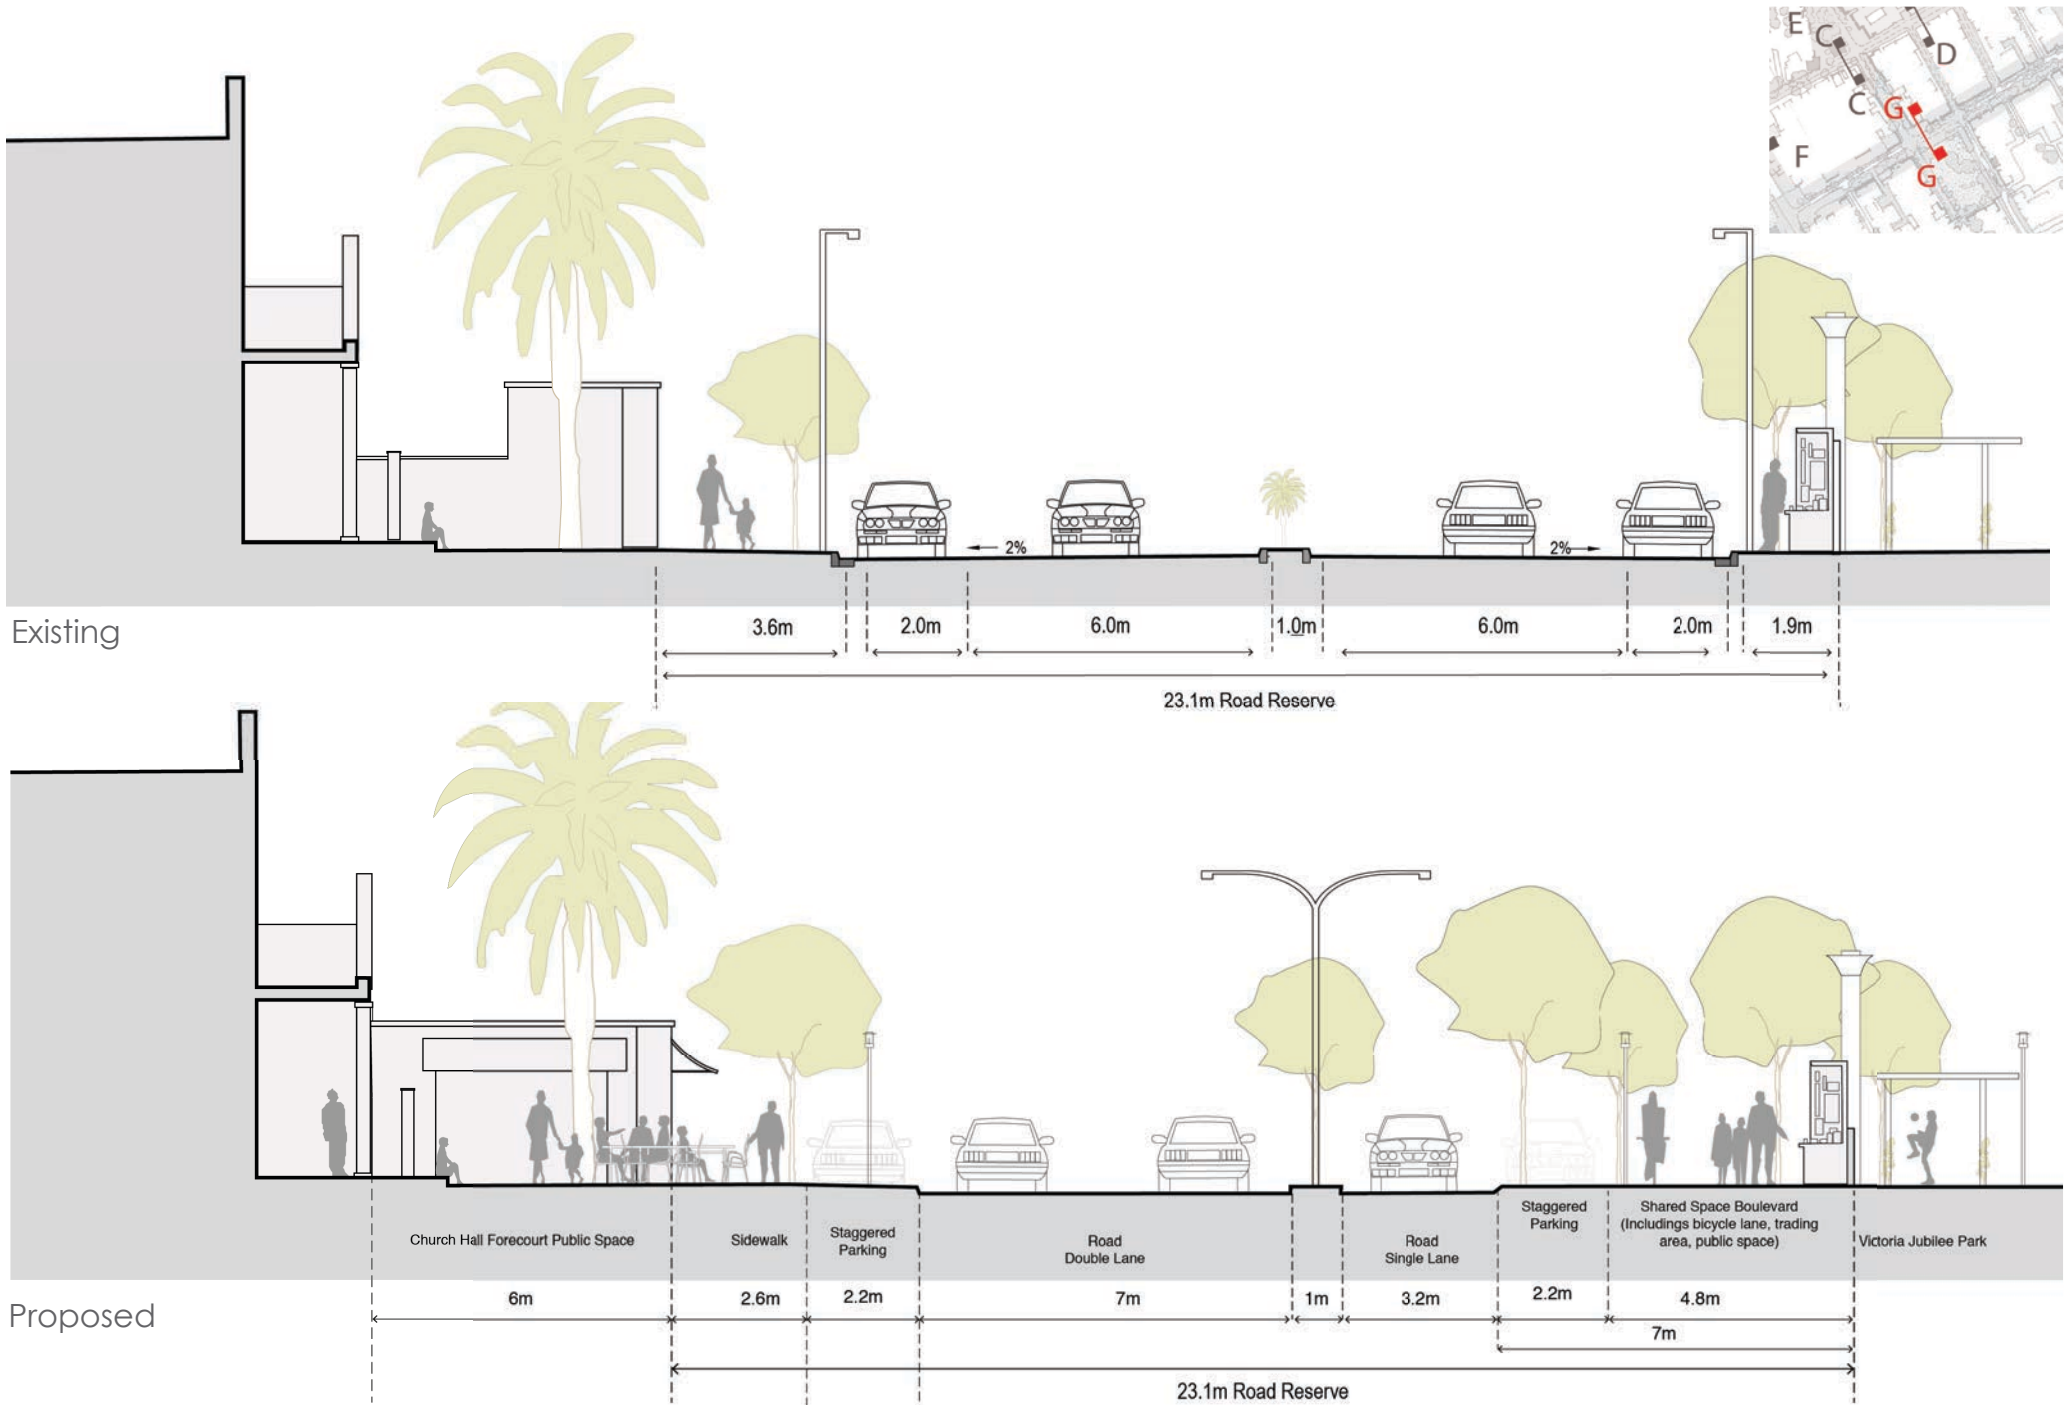 E
C
D
C
G
F
G
2%
2%
3.6m
2.0m
6.0m
1.0m
6.0m
2.0m
1.9m
Existing
23.1m Road Reserve
Church Hall Forecourt Public Space
Sidewalk
Staggered
Parking
Road
Double Lane
Road
Single Lane
Staggered
Parking
Shared Space Boulevard
(Includings bicycle lane, trading
area, public space)
Victoria Jubilee Park
6m
2.6m
2.2m
7m
1m
3.2m
2.2m
4.8m
Proposed
7m
23.1m Road Reserve